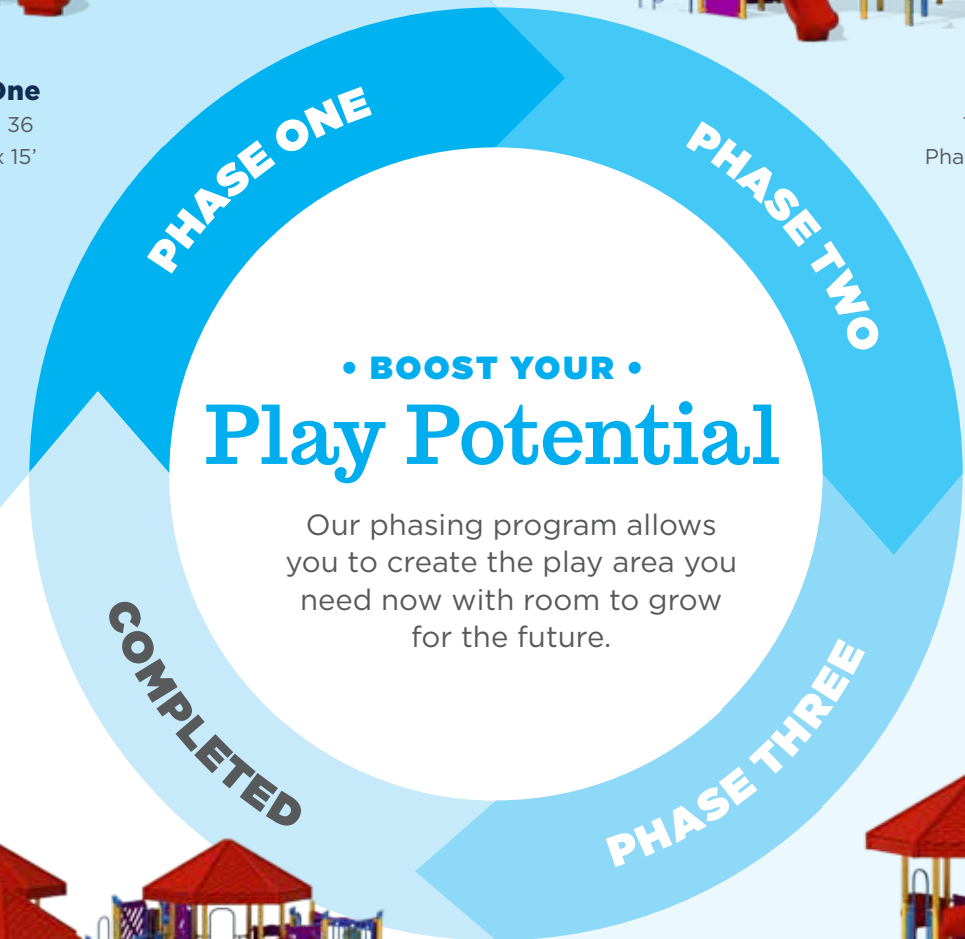 One
36
x 15’
Pha
PHASE ONE
PHASE TWO
• BOOST YOUR •
Play Potential
Our phasing program allows
you to create the play area you
need now with room to grow
for the future.
PHASE THREE
COMPLETED